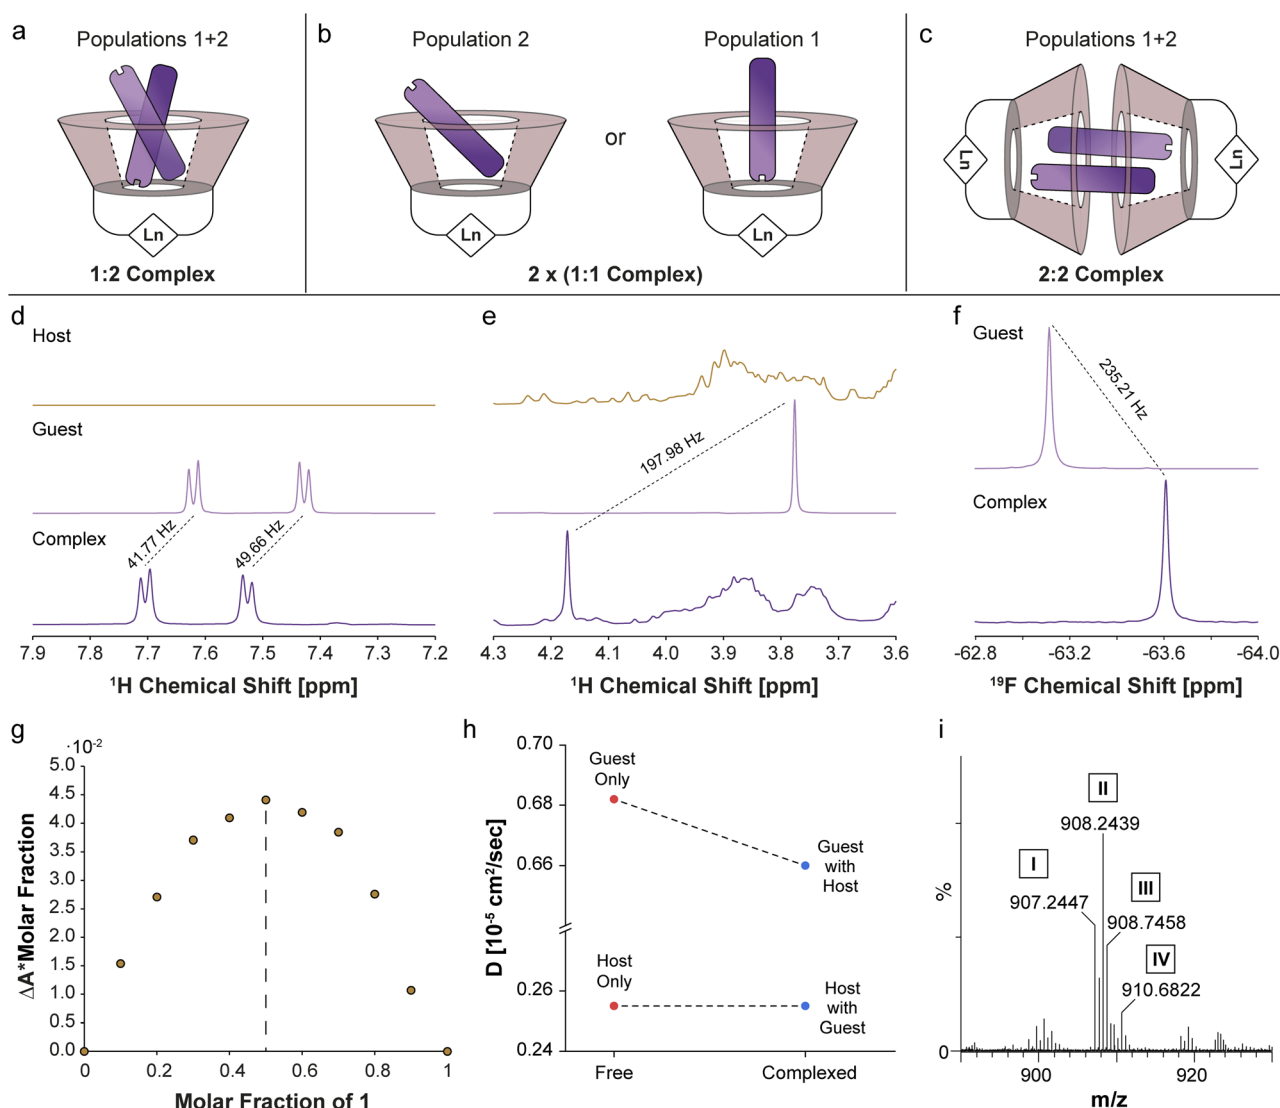 a
Populations 1+2
Ln
1:2 Complex
b
Population 2
or
Population 1
Ln
Ln
2 x (1:1 Complex)
c
Populations 1+2
Ln
Ln
2:2 Complex
d
Host
Guest
Complex
41.77 Hz
49.66 Hz
7.9 7.8 7.7 7.6 7.5 7.4 7.3 7.2
¹H Chemical Shift [ppm]
e
197.98 Hz
4.3 4.2 4.1 4.0 3.9 3.8 3.7 3.6
¹H Chemical Shift [ppm]
f
Guest
235.21 Hz
Complex
-62.8 -63.2 -63.6 -64.0
¹⁹F Chemical Shift [ppm]
g
·10⁻²
5.0
4.5
4.0
3.5
3.0
2.5
2.0
1.5
1.0
0.5
0.0
ΔA*Molar Fraction
0 0.2 0.4 0.6 0.8 1
Molar Fraction of 1
h
0.70
0.68
0.66
0.26
0.24
D [10⁻⁵ cm²/sec]
Guest
Only
Guest
with
Host
Host
Only
Host
with
Guest
Free Complexed
i
II
908.2439
I
907.2447
III
908.7458
IV
910.6822
%
0
900 920
m/z